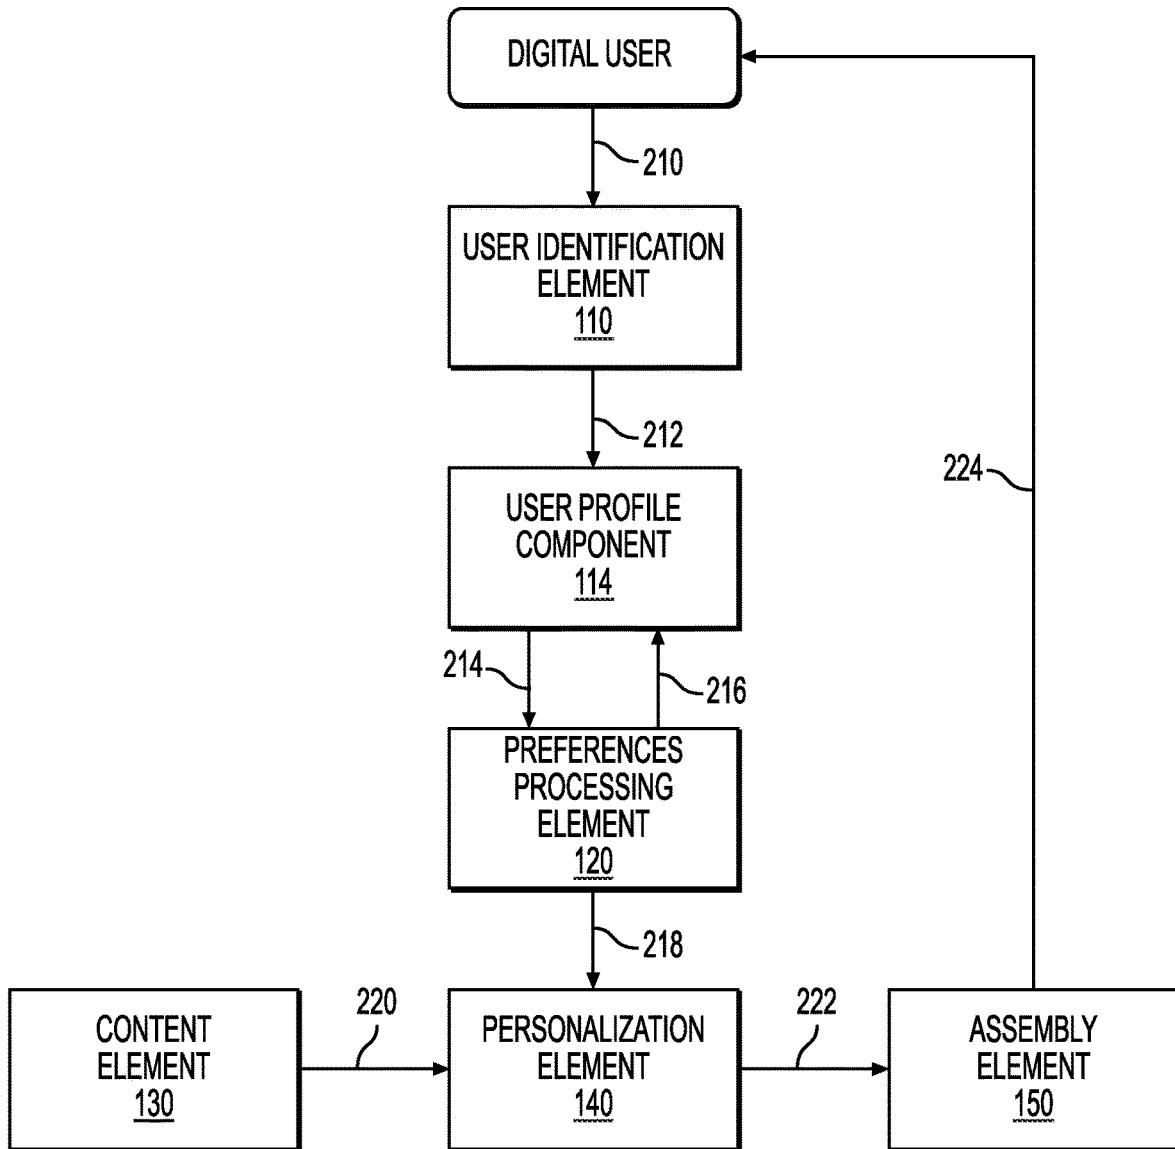 DIGITAL USER
210
USER IDENTIFICATION
ELEMENT
110
212
USER PROFILE
COMPONENT
114
224
214
216
PREFERENCES
PROCESSING
ELEMENT
120
218
CONTENT
ELEMENT
130
220
PERSONALIZATION
ELEMENT
140
222
ASSEMBLY
ELEMENT
150